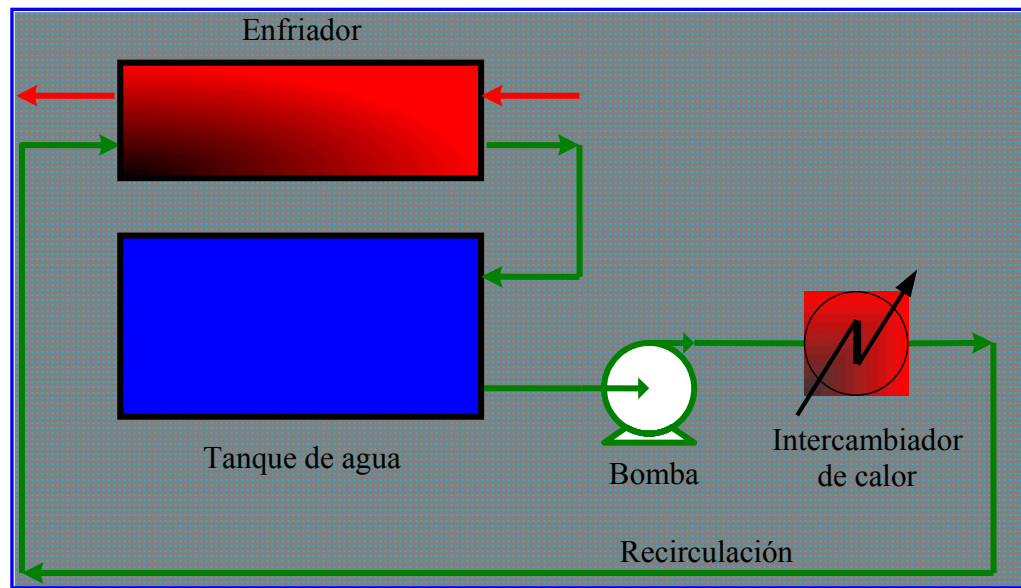 Enfriador
Tanque de agua
Bomba
Intercambiador
de calor
Recirculación